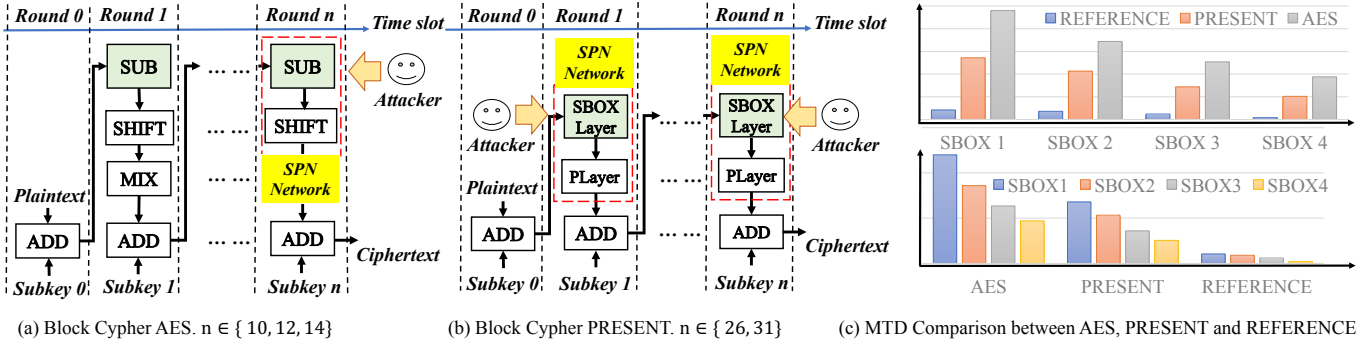 Round 0 Round 1 Round n
Time slot
SUB
... ...
SUB
Attacker
SHIFT
... ...
SHIFT
MIX
... ...
SPN
Network
Plaintext
ADD
ADD
... ...
ADD
Ciphertext
Subkey 0 Subkey 1 Subkey n
(a) Block Cypher AES. n ∈ { 10, 12, 14}
Round 0 Round 1 Round n
Time slot
SPN
Network
SPN
Network
Attacker
SBOX
Layer
... ...
SBOX
Layer
Attacker
PLayer
... ...
PLayer
Plaintext
ADD
ADD
... ...
ADD
Ciphertext
Subkey 0 Subkey 1 Subkey n
(b) Block Cypher PRESENT. n ∈ { 26, 31}
REFERENCE PRESENT AES
SBOX 1 SBOX 2 SBOX 3 SBOX 4
SBOX1 SBOX2 SBOX3 SBOX4
AES PRESENT REFERENCE
(c) MTD Comparison between AES, PRESENT and REFERENCE